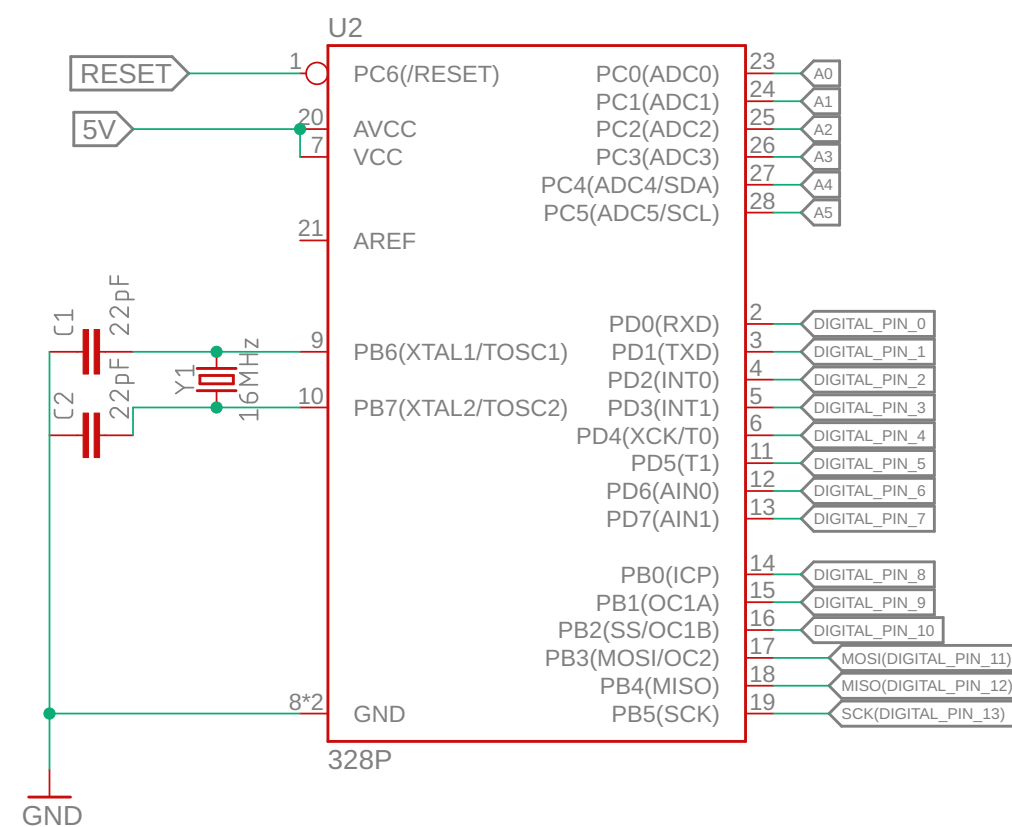 U2
RESET 1 PC6(/RESET) PC0(ADC0) 23 A0
PC1(ADC1) 24 A1
5V 20 AVCC PC2(ADC2) 25 A2
7 VCC PC3(ADC3) 26 A3
PC4(ADC4/SDA) 27 A4
PC5(ADC5/SCL) 28 A5
21 AREF
PD0(RXD) 2 DIGITAL_PIN_0
C1 22pF 9 PB6(XTAL1/TOSC1) PD1(TXD) 3 DIGITAL_PIN_1
Y1 16MHz PD2(INT0) 4 DIGITAL_PIN_2
C2 22pF 10 PB7(XTAL2/TOSC2) PD3(INT1) 5 DIGITAL_PIN_3
PD4(XCK/T0) 6 DIGITAL_PIN_4
PD5(T1) 11 DIGITAL_PIN_5
PD6(AIN0) 12 DIGITAL_PIN_6
PD7(AIN1) 13 DIGITAL_PIN_7
PB0(ICP) 14 DIGITAL_PIN_8
PB1(OC1A) 15 DIGITAL_PIN_9
PB2(SS/OC1B) 16 DIGITAL_PIN_10
PB3(MOSI/OC2) 17 MOSI(DIGITAL_PIN_11)
PB4(MISO) 18 MISO(DIGITAL_PIN_12)
8*2 GND PB5(SCK) 19 SCK(DIGITAL_PIN_13)
328P
GND